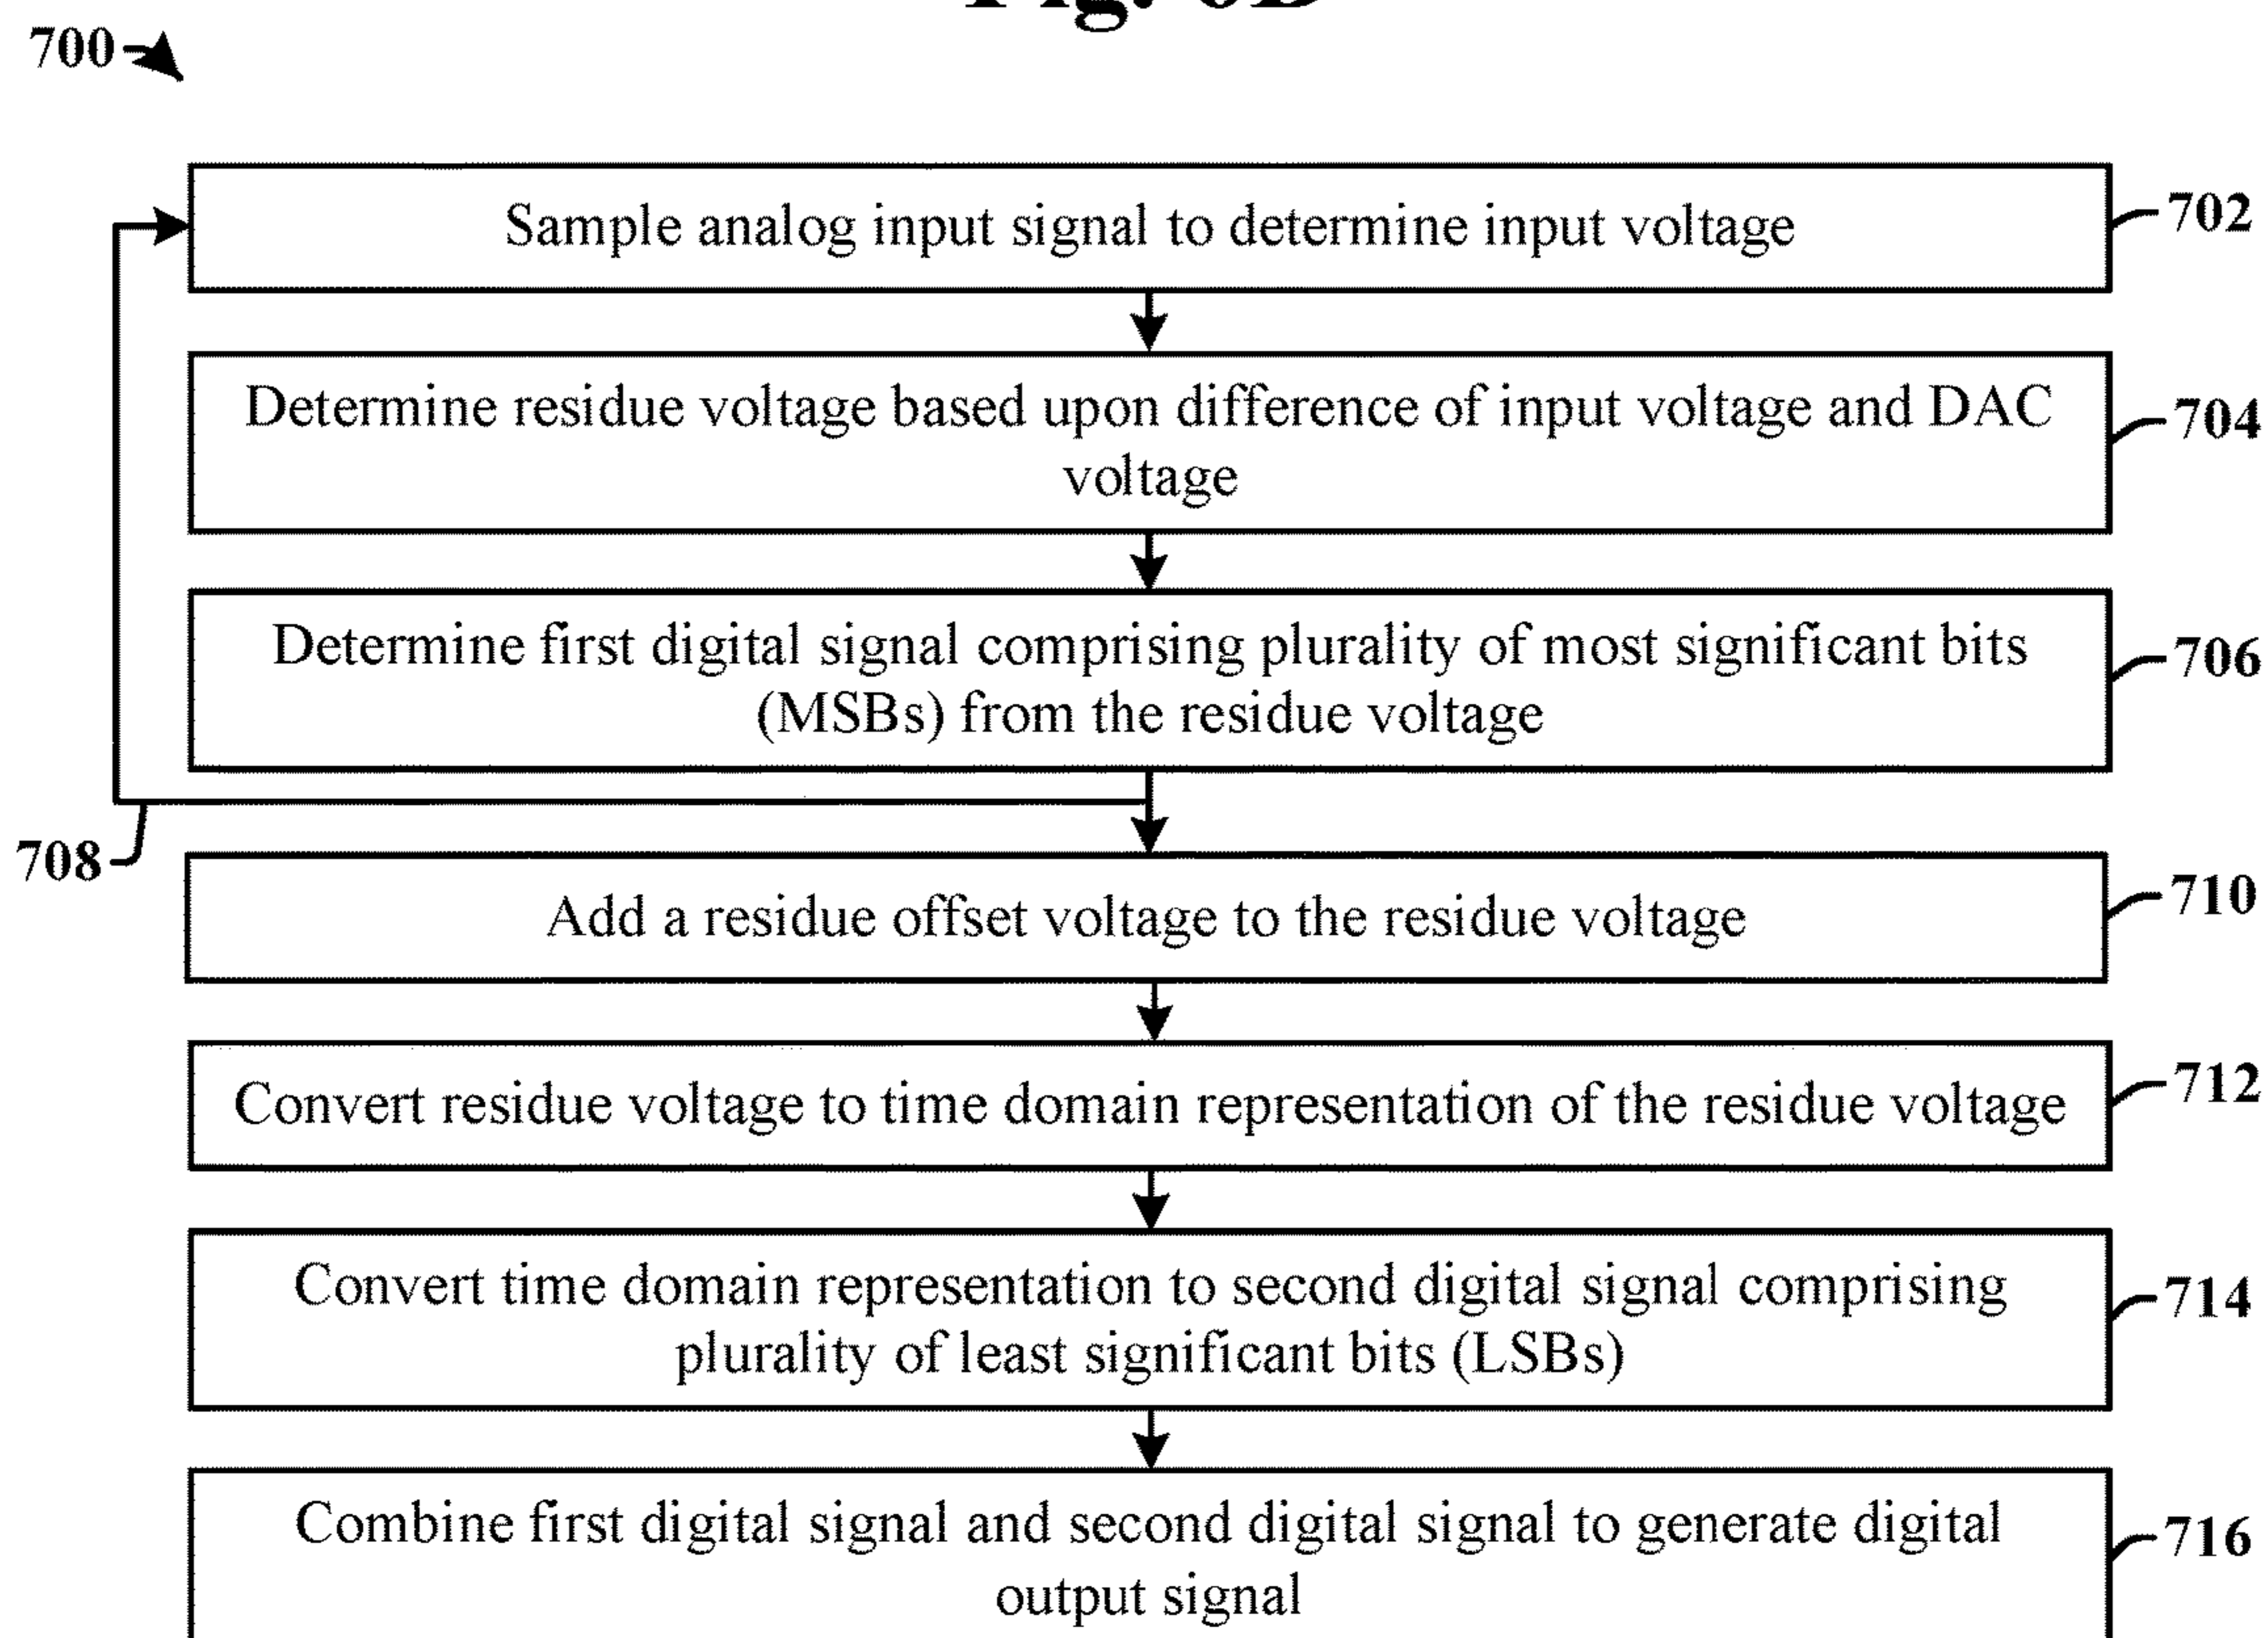 700
Sample analog input signal to determine input voltage
702
Determine residue voltage based upon difference of input voltage and DAC
voltage
704
Determine first digital signal comprising plurality of most significant bits
(MSBs) from the residue voltage
706
708
Add a residue offset voltage to the residue voltage
710
Convert residue voltage to time domain representation of the residue voltage
712
Convert time domain representation to second digital signal comprising
plurality of least significant bits (LSBs)
714
Combine first digital signal and second digital signal to generate digital
output signal
716